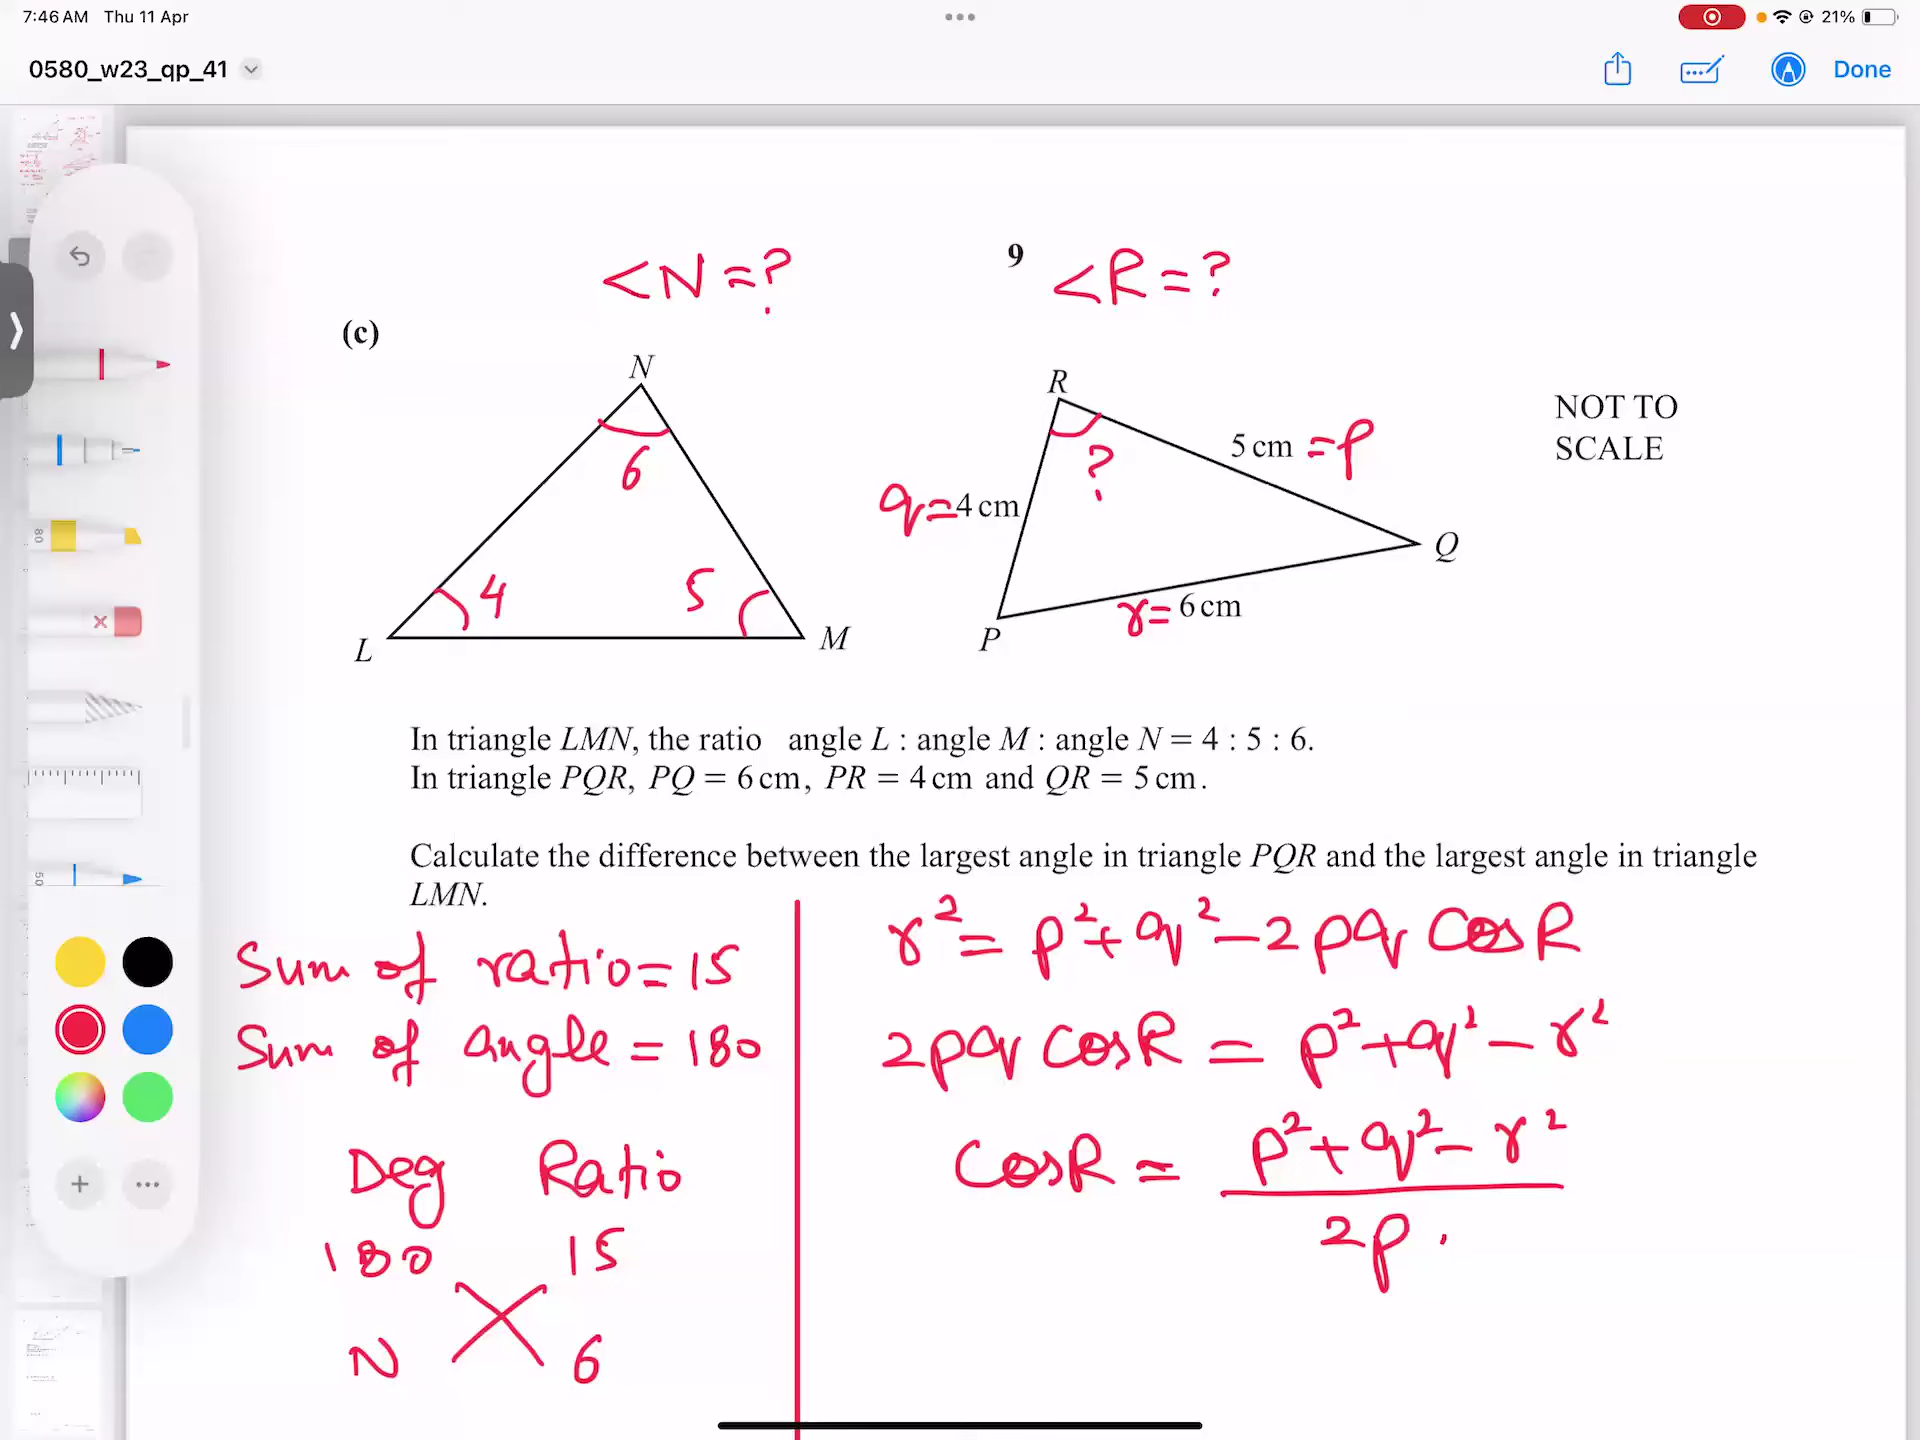 7:46 AM Thu 11 Apr
21%
0580_w23_qp_41
Done
<N=?
9
<R=?
(c)
N
R
NOT TO
SCALE
5 cm =p
6
?
q=4 cm
Q
4
5
r=6 cm
L
M
P
In triangle LMN, the ratio angle L : angle M : angle N = 4 : 5 : 6.
In triangle PQR, PQ = 6 cm, PR = 4 cm and QR = 5 cm.
Calculate the difference between the largest angle in triangle PQR and the largest angle in triangle
LMN.
Sum of ratio=15
Sum of angle=180
Deg Ratio
180 15
N 6
r²=p²+q²-2pq CosR
2pq CosR = p²+q²-r²
CosR = p²+q²-r²
2p.
80
50